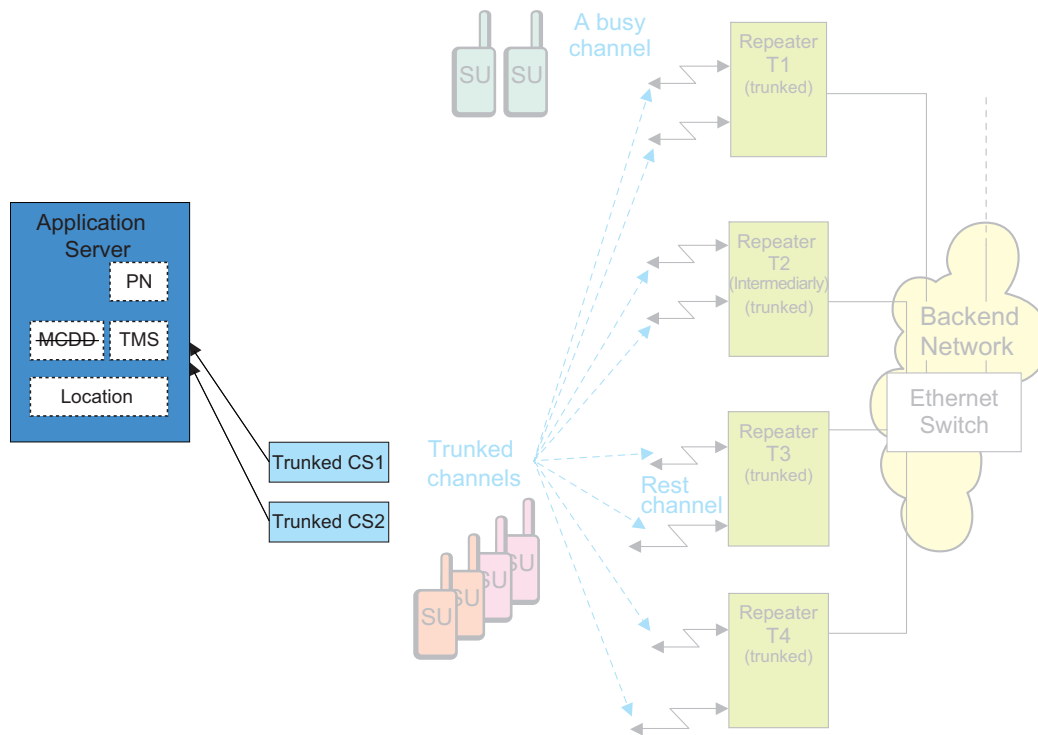 A busy
channel
SU
SU
Repeater
T1
(trunked)
Application
Server
PN
MCDD
TMS
Location
Repeater
T2
(Intermediarly)
(trunked)
Backend
Network
Ethernet
Switch
Trunked CS1
Trunked CS2
Trunked
channels
Rest
channel
Repeater
T3
(trunked)
SU
SU
SU
SU
Repeater
T4
(trunked)